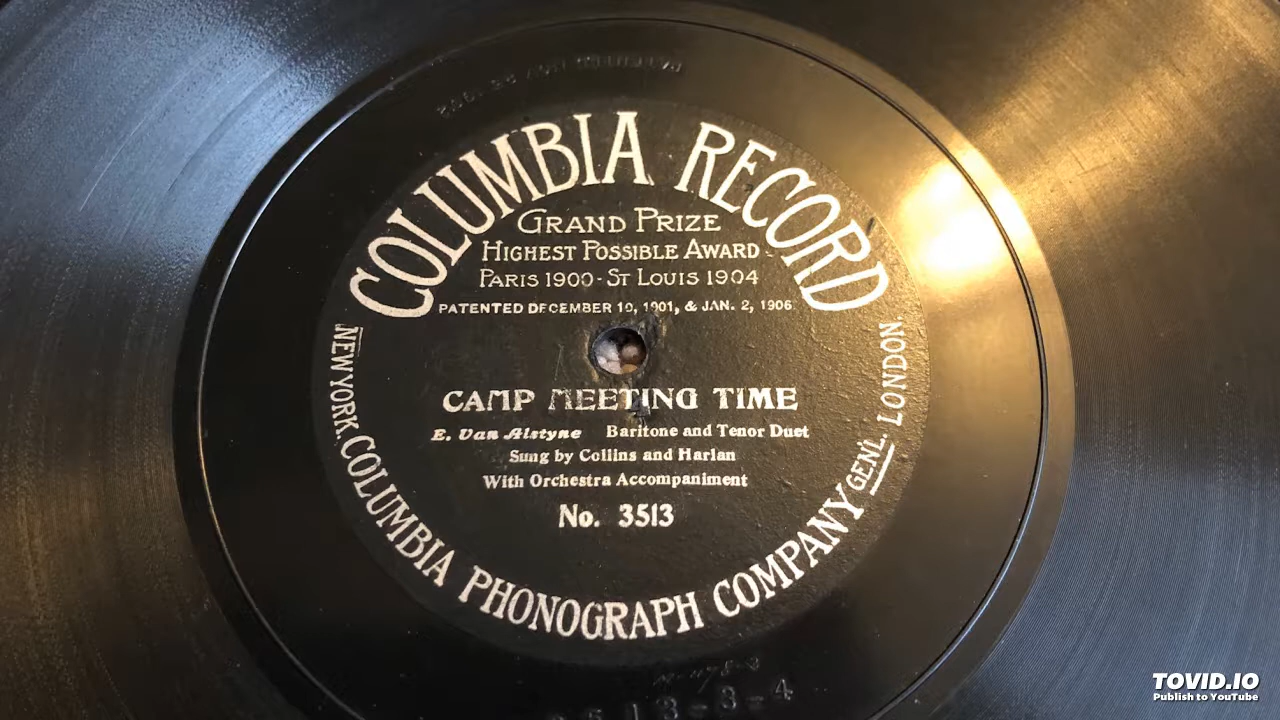 COLUMBIA RECORD
GRAND PRIZE
HIGHEST POSSIBLE AWARD
PARIS 1900 - ST LOUIS 1904
PATENTED DECEMBER 10, 1901, & JAN. 2, 1906.
CAMP MEETING TIME
E. Van Alstyne Baritone and Tenor Duet
Sung by Collins and Harlan
With Orchestra Accompaniment
No. 3513
NEW YORK. COLUMBIA PHONOGRAPH COMPANY GEN'L. LONDON.
TOVID.IO
Publish to YouTube